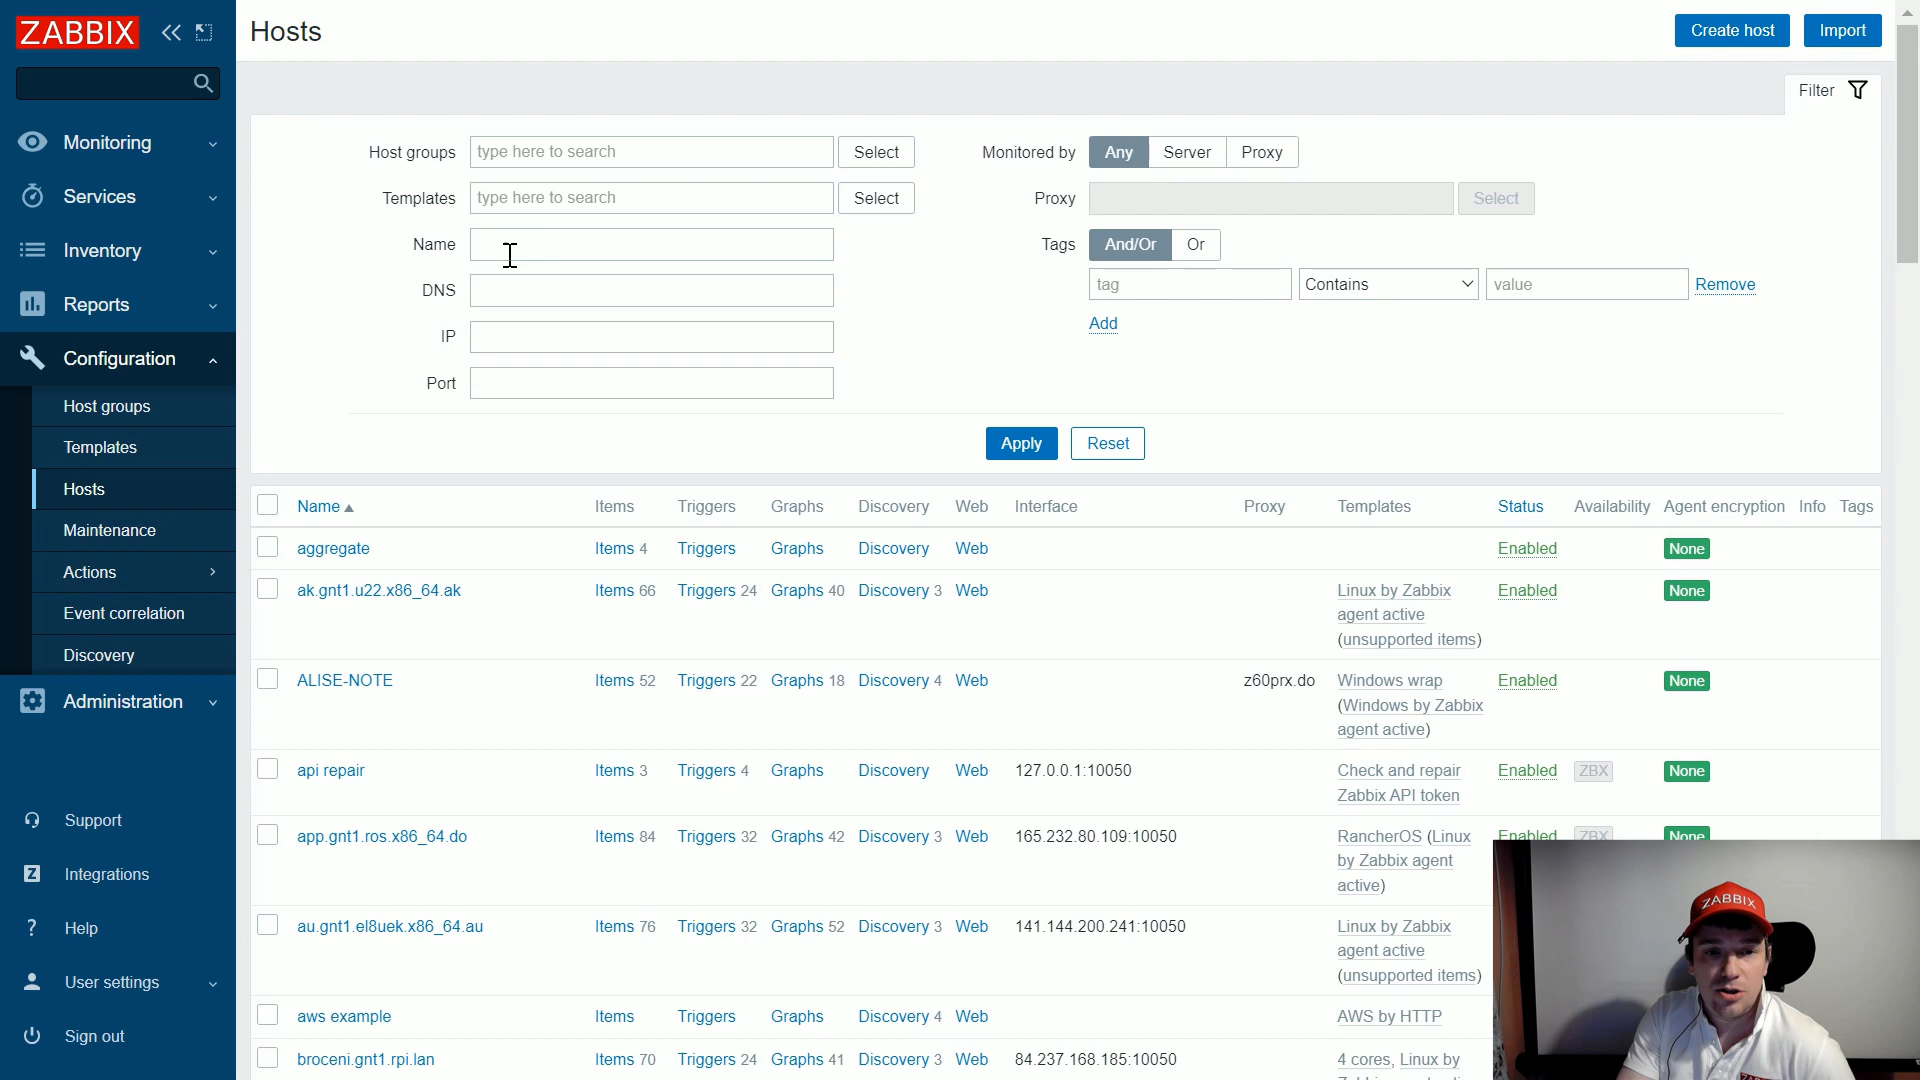 ZABBIX
Hosts
Create host
Import
Filter
Monitoring
Services
Inventory
Reports
Configuration
Host groups
Templates
Hosts
Maintenance
Actions
Event correlation
Discovery
Administration
Support
Integrations
Help
User settings
Sign out
Host groups type here to search Select
Templates type here to search Select
Name
DNS
IP
Port
Monitored by Any Server Proxy
Proxy Select
Tags And/Or Or
tag Contains value Remove
Add
Apply Reset
Name Items Triggers Graphs Discovery Web Interface Proxy Templates Status Availability Agent encryption Info Tags
aggregate Items 4 Triggers Graphs Discovery Web Enabled None
ak.gnt1.u22.x86_64.ak Items 66 Triggers 24 Graphs 40 Discovery 3 Web Linux by Zabbix Enabled None
agent active
(unsupported items)
ALISE-NOTE Items 52 Triggers 22 Graphs 18 Discovery 4 Web z60prx.do Windows wrap Enabled None
(Windows by Zabbix
agent active)
api repair Items 3 Triggers 4 Graphs Discovery Web 127.0.0.1:10050 Check and repair Enabled ZBX None
Zabbix API token
app.gnt1.ros.x86_64.do Items 84 Triggers 32 Graphs 42 Discovery 3 Web 165.232.80.109:10050 RancherOS (Linux Enabled ZBX None
by Zabbix agent
active)
au.gnt1.el8uek.x86_64.au Items 76 Triggers 32 Graphs 52 Discovery 3 Web 141.144.200.241:10050 Linux by Zabbix
agent active
(unsupported items)
aws example Items Triggers Graphs Discovery 4 Web AWS by HTTP
broceni.gnt1.rpi.lan Items 70 Triggers 24 Graphs 41 Discovery 3 Web 84.237.168.185:10050 4 cores, Linux by
ZABBIX